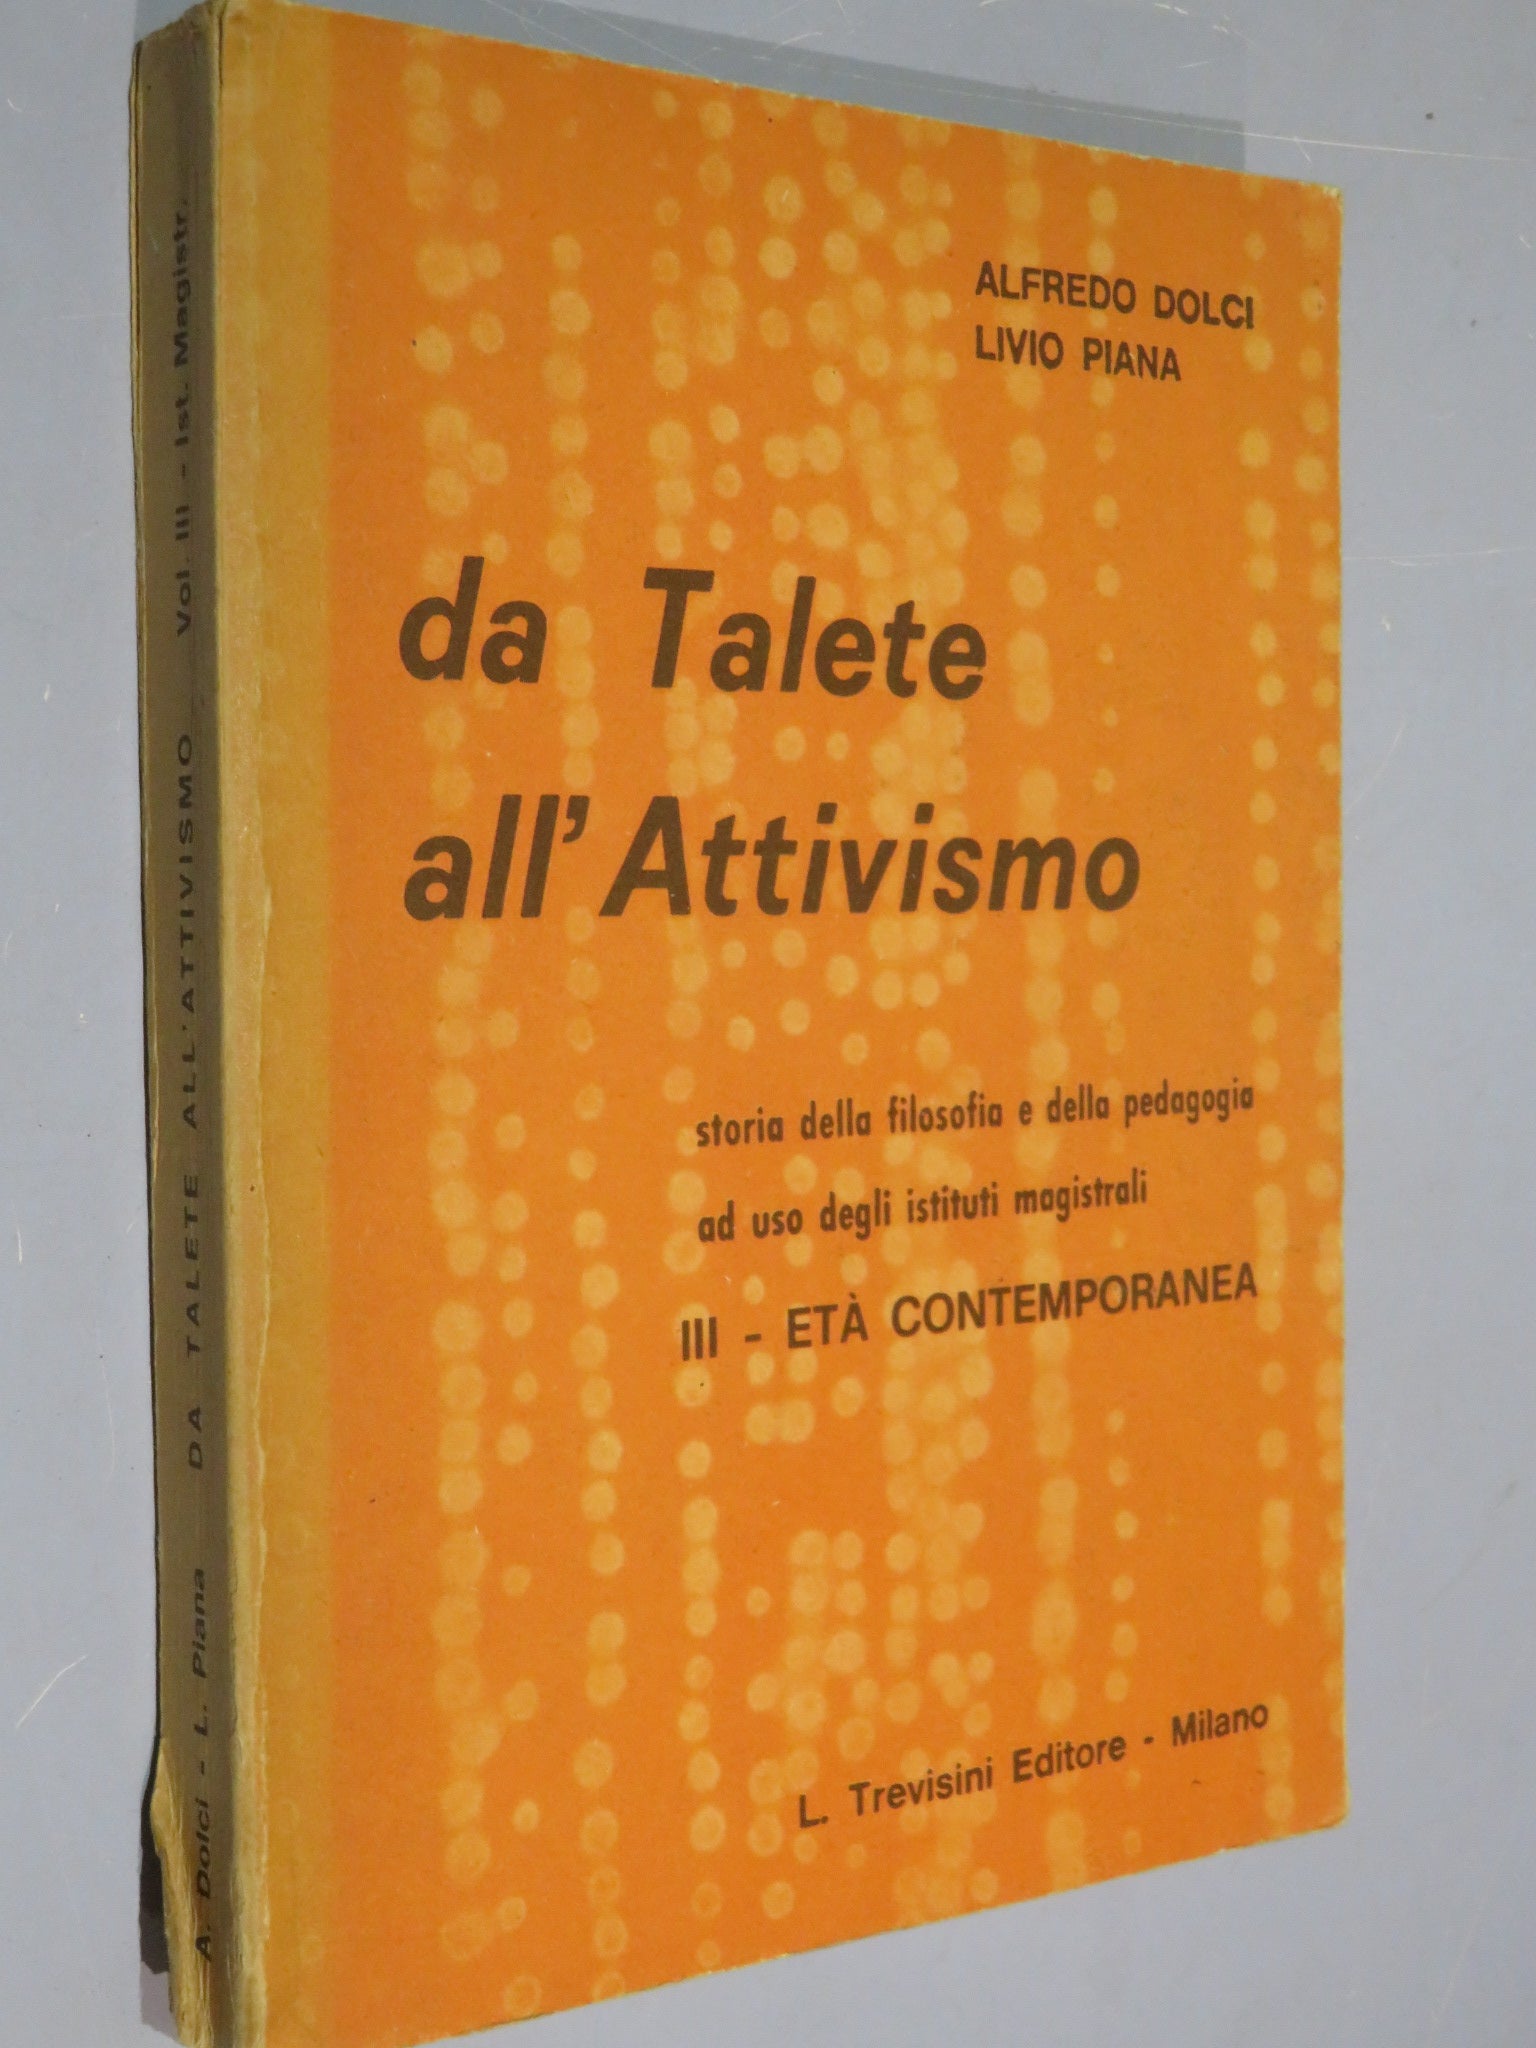 ALFREDO DOLCI
LIVIO PIANA
da Talete
all'Attivismo
storia della filosofia e della pedagogia
ad uso degli istituti magistrali
III - ETÀ CONTEMPORANEA
L. Trevisini Editore - Milano
A. Dolci - L. Piana DA TALETE ALL'ATTIVISMO Vol. III - Ist. Magistr.